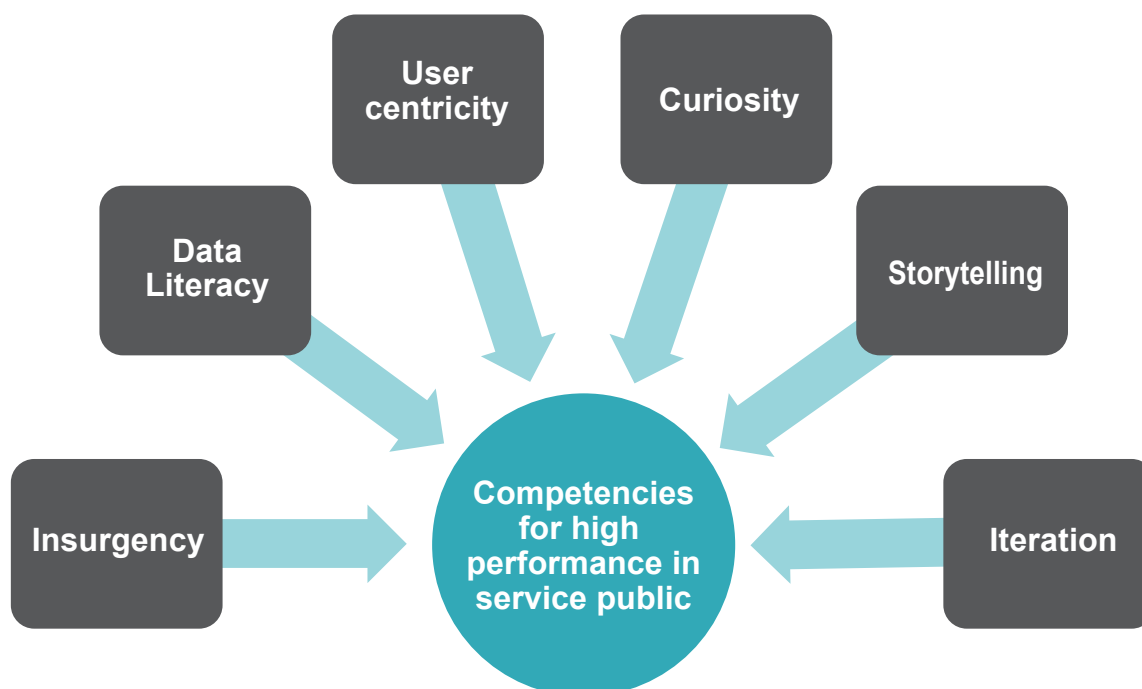 User
centricity
Curiosity
Data
Literacy
Storytelling
Insurgency
Competencies
for high
performance in
service public
Iteration